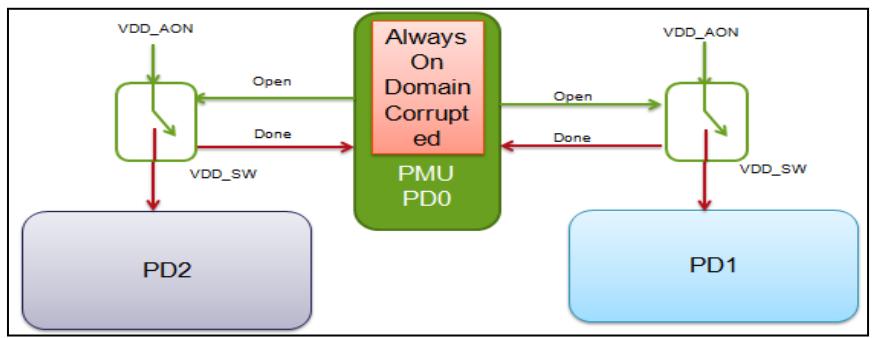 VDD_AON
Open
Done
VDD_SW
PD2
Always
On
Domain
Corrupt
ed
PMU
PD0
VDD_AON
Open
Done
VDD_SW
PD1